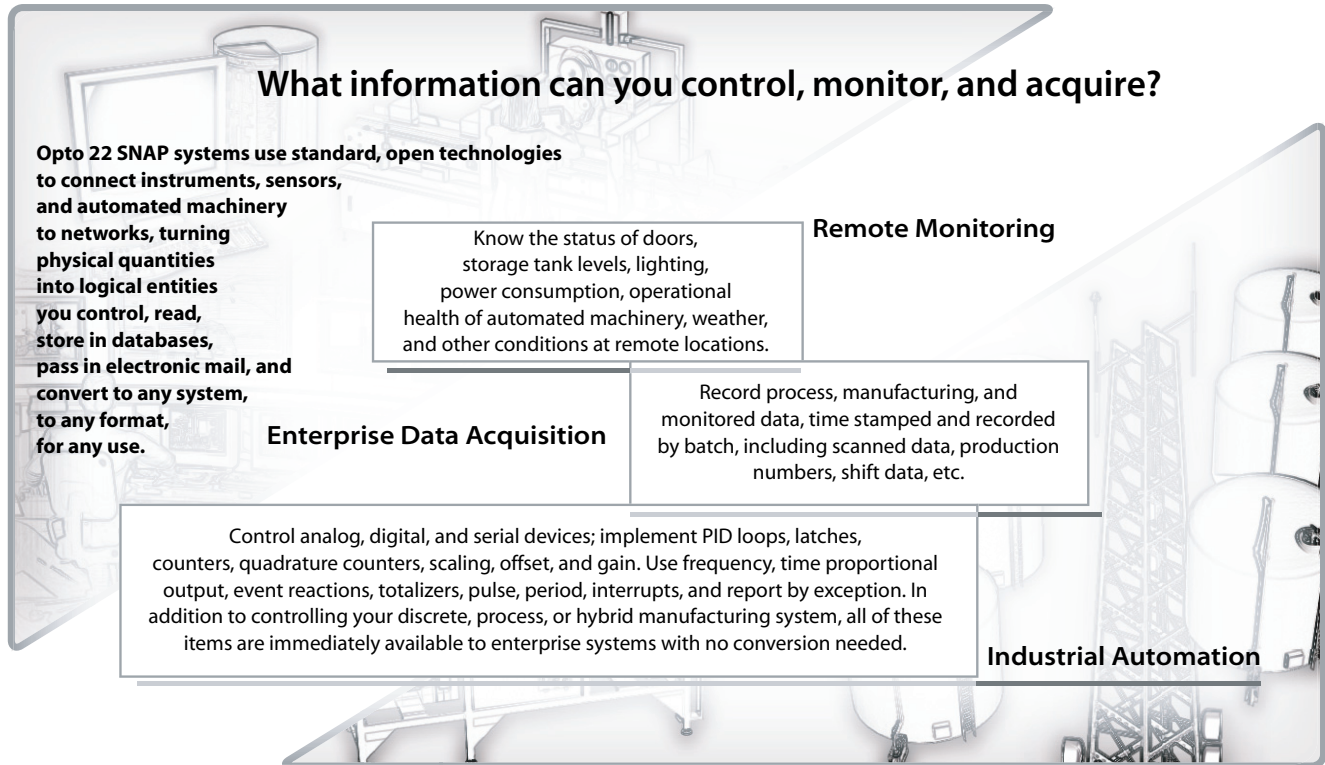 What information can you control, monitor, and acquire?
Opto 22 SNAP systems use standard, open technologies
to connect instruments, sensors,
and automated machinery
to networks, turning
physical quantities
into logical entities
you control, read,
store in databases,
pass in electronic mail, and
convert to any system,
to any format,
for any use.
Remote Monitoring
Know the status of doors,
storage tank levels, lighting,
power consumption, operational
health of automated machinery, weather,
and other conditions at remote locations.
Enterprise Data Acquisition
Record process, manufacturing, and
monitored data, time stamped and recorded
by batch, including scanned data, production
numbers, shift data, etc.
Control analog, digital, and serial devices; implement PID loops, latches,
counters, quadrature counters, scaling, offset, and gain. Use frequency, time proportional
output, event reactions, totalizers, pulse, period, interrupts, and report by exception. In
addition to controlling your discrete, process, or hybrid manufacturing system, all of these
items are immediately available to enterprise systems with no conversion needed.
Industrial Automation